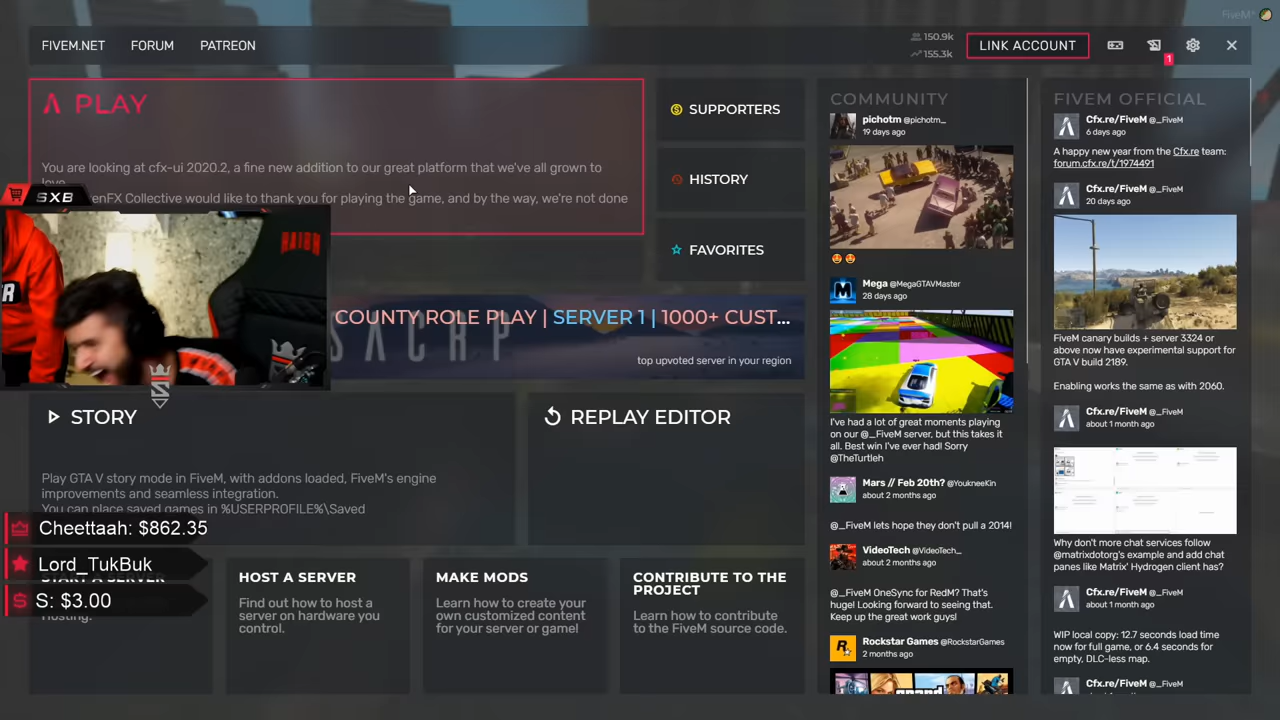 FiveM
FIVEM.NET
FORUM
PATREON
150.9k
155.3k
LINK ACCOUNT
1
PLAY
You are looking at cfx-ui 2020.2, a fine new addition to our great platform that we've all grown to
love
enFX Collective would like to thank you for playing the game, and by the way, we're not done
SXB
SUPPORTERS
HISTORY
FAVORITES
COUNTY ROLE PLAY | SERVER 1 | 1000+ CUST...
SACRP
top upvoted server in your region
STORY
Play GTA V story mode in FiveM, with addons loaded, FiveM's engine
improvements and seamless integration.
You can place saved games in %USERPROFILE%\Saved
REPLAY EDITOR
Cheettaah: $862.35
Lord_TukBuk
START A SERVER
S: $3.00
Hosting.
HOST A SERVER
Find out how to host a
server on hardware you
control.
MAKE MODS
Learn how to create your
own customized content
for your server or game!
CONTRIBUTE TO THE
PROJECT
Learn how to contribute
to the FiveM source code.
COMMUNITY
pichotm @pichotm_
19 days ago
Mega @MegaGTAVMaster
28 days ago
I've had a lot of great moments playing
on our @_FiveM server, but this takes it
all. Best win I've ever had! Sorry
@TheTurtleh
Mars // Feb 20th? @YoukneeKin
about 2 months ago
@_FiveM lets hope they don't pull a 2014!
VideoTech @VideoTech_
about 2 months ago
@_FiveM OneSync for RedM? That's
huge! Looking forward to seeing that.
Keep up the great work guys!
Rockstar Games @RockstarGames
2 months ago
FIVEM OFFICIAL
Cfx.re/FiveM @_FiveM
6 days ago
A happy new year from the Cfx.re team:
forum.cfx.re/t/1974491
Cfx.re/FiveM @_FiveM
20 days ago
FiveM canary builds + server 3324 or
above now have experimental support for
GTA V build 2189.
Enabling works the same as with 2060.
Cfx.re/FiveM @_FiveM
about 1 month ago
Why don't more chat services follow
@matrixdotorg's example and add chat
panes like Matrix' Hydrogen client has?
Cfx.re/FiveM @_FiveM
about 1 month ago
WIP local copy: 12.7 seconds load time
now for full game, or 6.4 seconds for
empty, DLC-less map.
Cfx.re/FiveM @_FiveM
about 1 month ago